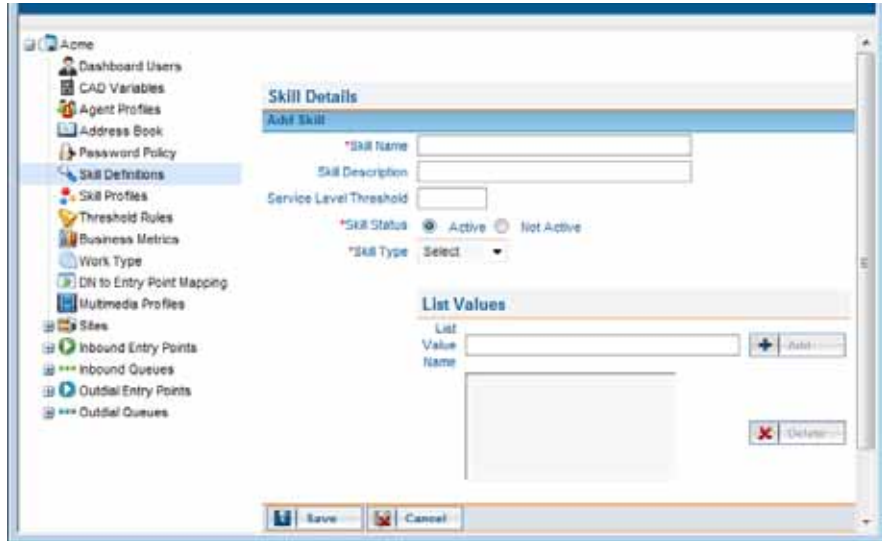 Acme
Dashboard Users
CAD Variables
Agent Profiles
Address Book
Password Policy
Skill Definitions
Skill Profiles
Threshold Rules
Business Metrics
Work Type
DN to Entry Point Mapping
Multimedia Profiles
Sites
Inbound Entry Points
Inbound Queues
Outdial Entry Points
Outdial Queues
Skill Details
Add Skill
*Skill Name
Skill Description
Service Level Threshold
*Skill Status Active Not Active
*Skill Type Select
List Values
List
Value
Name
Add
Delete
Save Cancel